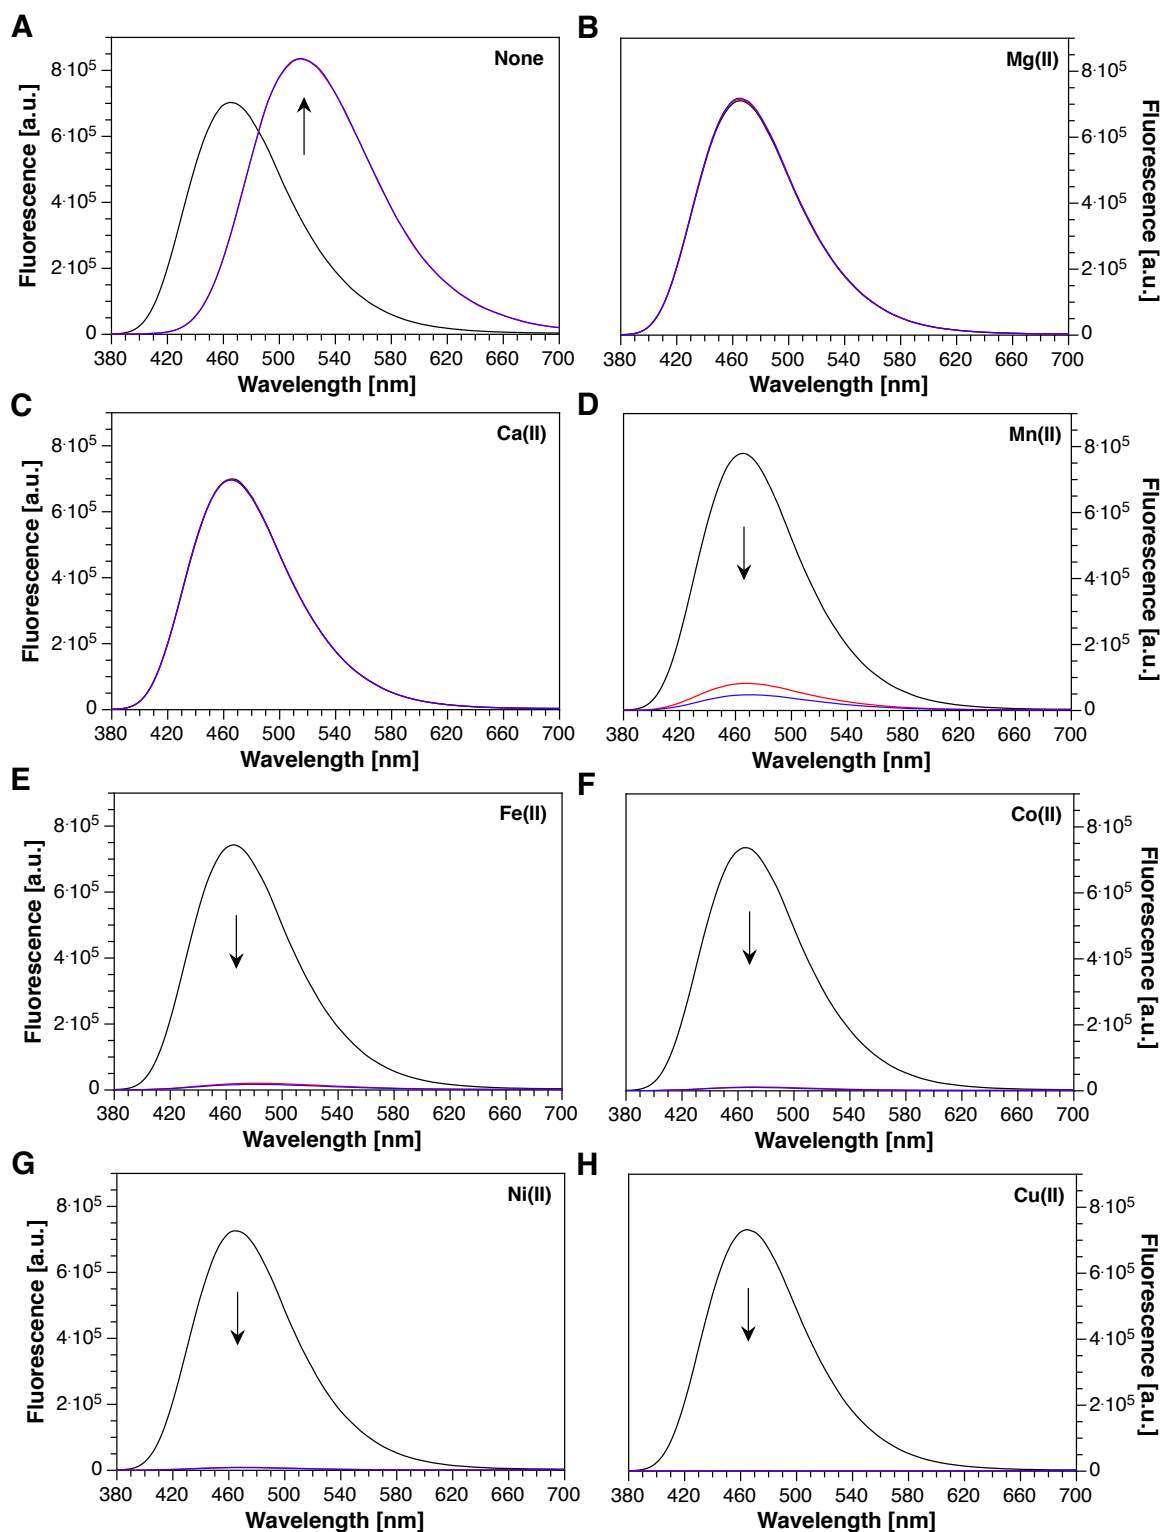 A
None
Fluorescence [a.u.]
8·10⁵
6·10⁵
4·10⁵
2·10⁵
0
380 420 460 500 540 580 620 660 700
Wavelength [nm]
B
Mg(II)
8·10⁵
6·10⁵
4·10⁵
2·10⁵
0
Fluorescence [a.u.]
380 420 460 500 540 580 620 660 700
Wavelength [nm]
C
Ca(II)
Fluorescence [a.u.]
8·10⁵
6·10⁵
4·10⁵
2·10⁵
0
380 420 460 500 540 580 620 660 700
Wavelength [nm]
D
Mn(II)
8·10⁵
6·10⁵
4·10⁵
2·10⁵
0
Fluorescence [a.u.]
380 420 460 500 540 580 620 660 700
Wavelength [nm]
E
Fe(II)
Fluorescence [a.u.]
8·10⁵
6·10⁵
4·10⁵
2·10⁵
0
380 420 460 500 540 580 620 660 700
Wavelength [nm]
F
Co(II)
8·10⁵
6·10⁵
4·10⁵
2·10⁵
0
Fluorescence [a.u.]
380 420 460 500 540 580 620 660 700
Wavelength [nm]
G
Ni(II)
Fluorescence [a.u.]
8·10⁵
6·10⁵
4·10⁵
2·10⁵
0
380 420 460 500 540 580 620 660 700
Wavelength [nm]
H
Cu(II)
8·10⁵
6·10⁵
4·10⁵
2·10⁵
0
Fluorescence [a.u.]
380 420 460 500 540 580 620 660 700
Wavelength [nm]